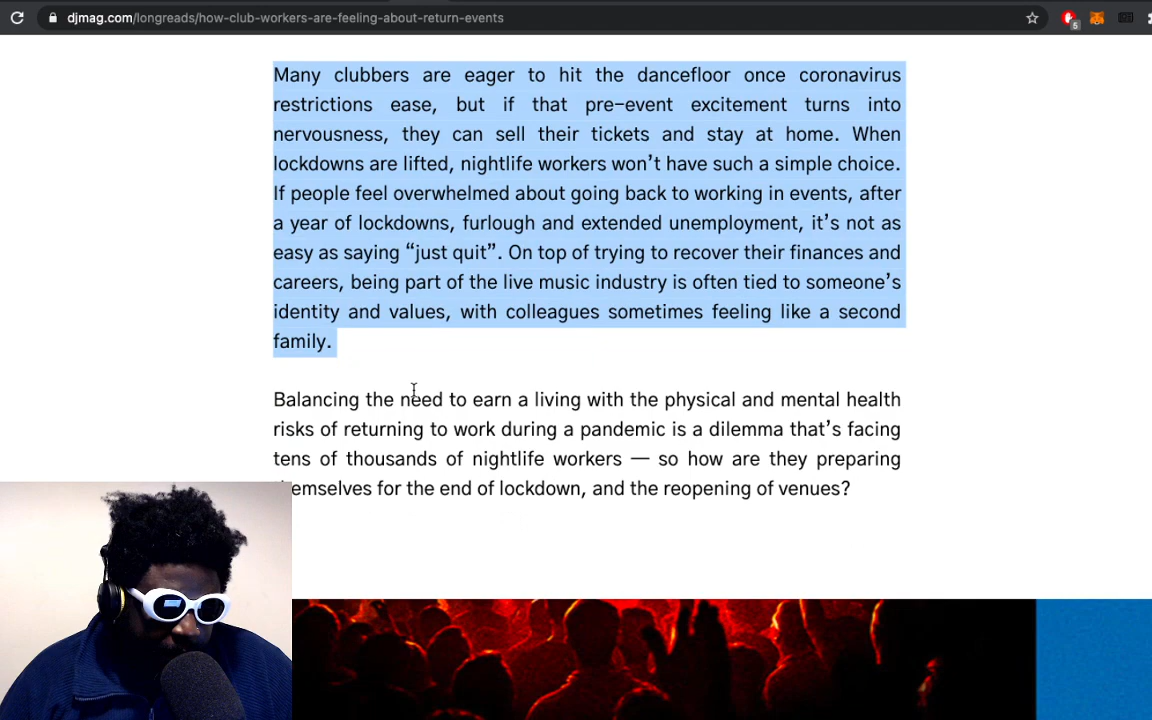 djmag.com/longreads/how-club-workers-are-feeling-about-return-events
5
Many clubbers are eager to hit the dancefloor once coronavirus
restrictions ease, but if that pre-event excitement turns into
nervousness, they can sell their tickets and stay at home. When
lockdowns are lifted, nightlife workers won’t have such a simple choice.
If people feel overwhelmed about going back to working in events, after
a year of lockdowns, furlough and extended unemployment, it’s not as
easy as saying “just quit”. On top of trying to recover their finances and
careers, being part of the live music industry is often tied to someone’s
identity and values, with colleagues sometimes feeling like a second
family.
Balancing the need to earn a living with the physical and mental health
risks of returning to work during a pandemic is a dilemma that’s facing
tens of thousands of nightlife workers — so how are they preparing
themselves for the end of lockdown, and the reopening of venues?